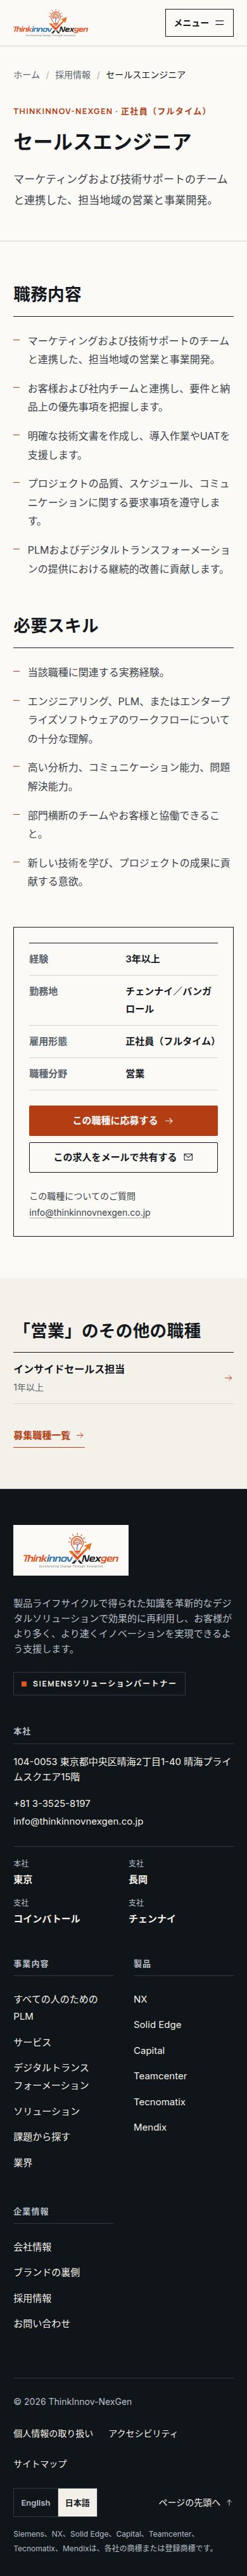 ThinkinnovXNexgen
メニュー
ホーム / 採用情報 / セールスエンジニア
THINKINNOV-NEXGEN · 正社員（フルタイム）
セールスエンジニア
マーケティングおよび技術サポートのチーム
と連携した、担当地域の営業と事業開発。
職務内容
マーケティングおよび技術サポートのチーム
と連携した、担当地域の営業と事業開発。
お客様および社内チームと連携し、要件と納
品上の優先事項を把握します。
明確な技術文書を作成し、導入作業やUATを
支援します。
プロジェクトの品質、スケジュール、コミュ
ニケーションに関する要求事項を遵守しま
す。
PLMおよびデジタルトランスフォーメーショ
ンの提供における継続的改善に貢献します。
必要スキル
当該職種に関連する実務経験。
エンジニアリング、PLM、またはエンタープ
ライズソフトウェアのワークフローについて
の十分な理解。
高い分析力、コミュニケーション能力、問題
解決能力。
部門横断のチームやお客様と協働できるこ
と。
新しい技術を学び、プロジェクトの成果に貢
献する意欲。
経験 3年以上
勤務地 チェンナイ／バンガ
ロール
雇用形態 正社員（フルタイム）
職種分野 営業
この職種に応募する →
この求人をメールで共有する
この職種についてのご質問
info@thinkinnovnexgen.co.jp
「営業」のその他の職種
インサイドセールス担当 →
1年以上
募集職種一覧 →
ThinkinnovXNexgen
製品ライフサイクルで得られた知識を革新的なデジ
タルソリューションで効果的に再利用し、お客様が
より多く、より速くイノベーションを実現できるよ
う支援します。
SIEMENSソリューションパートナー
本社
104-0053 東京都中央区晴海2丁目1-40 晴海プライ
ムスクエア15階
+81 3-3525-8197
info@thinkinnovnexgen.co.jp
本社 支社
東京 長岡
支社 支社
コインバトール チェンナイ
事業内容
すべての人のための
PLM
サービス
デジタルトランス
フォーメーション
ソリューション
課題から探す
業界
製品
NX
Solid Edge
Capital
Teamcenter
Tecnomatix
Mendix
企業情報
会社情報
ブランドの裏側
採用情報
お問い合わせ
© 2026 ThinkInnov-NexGen
個人情報の取り扱い アクセシビリティ
サイトマップ
English 日本語 ページの先頭へ ↑
Siemens、NX、Solid Edge、Capital、Teamcenter、
Tecnomatix、Mendixは、各社の商標または登録商標です。